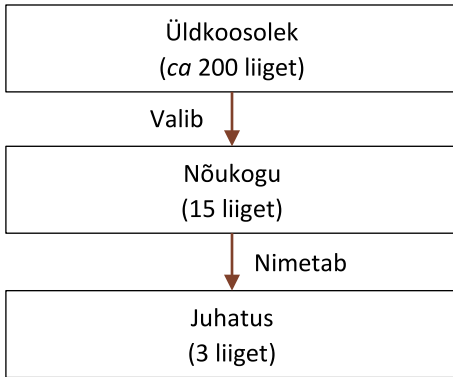 Üldkoosolek
(ca 200 liiget)
Valib
Nõukogu
(15 liiget)
Nimetab
Juhatus
(3 liiget)